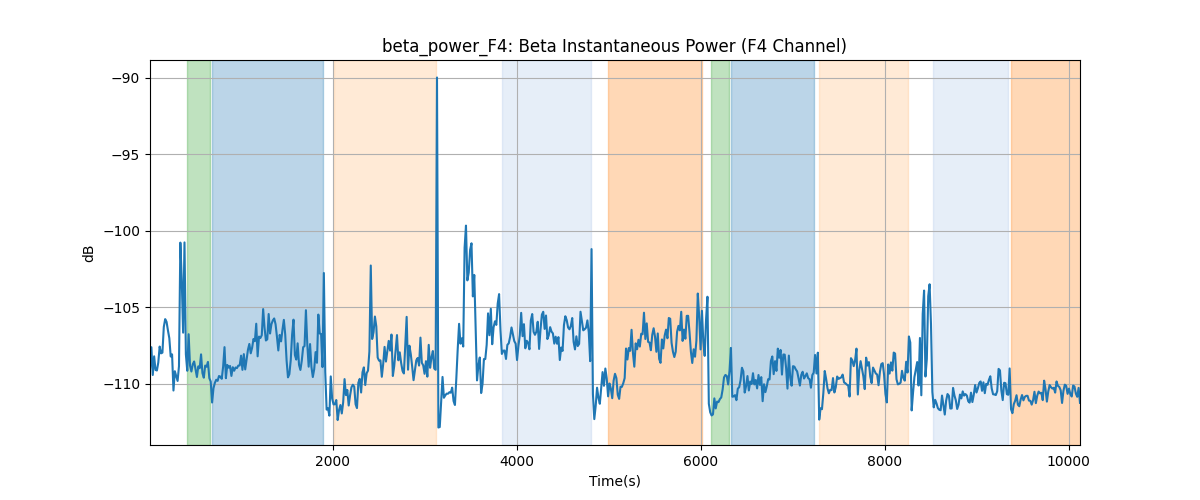 beta_power_F4: Beta Instantaneous Power (F4 Channel)
−90
−95
−100
−105
−110
dB
2000 4000 6000 8000 10000
Time(s)